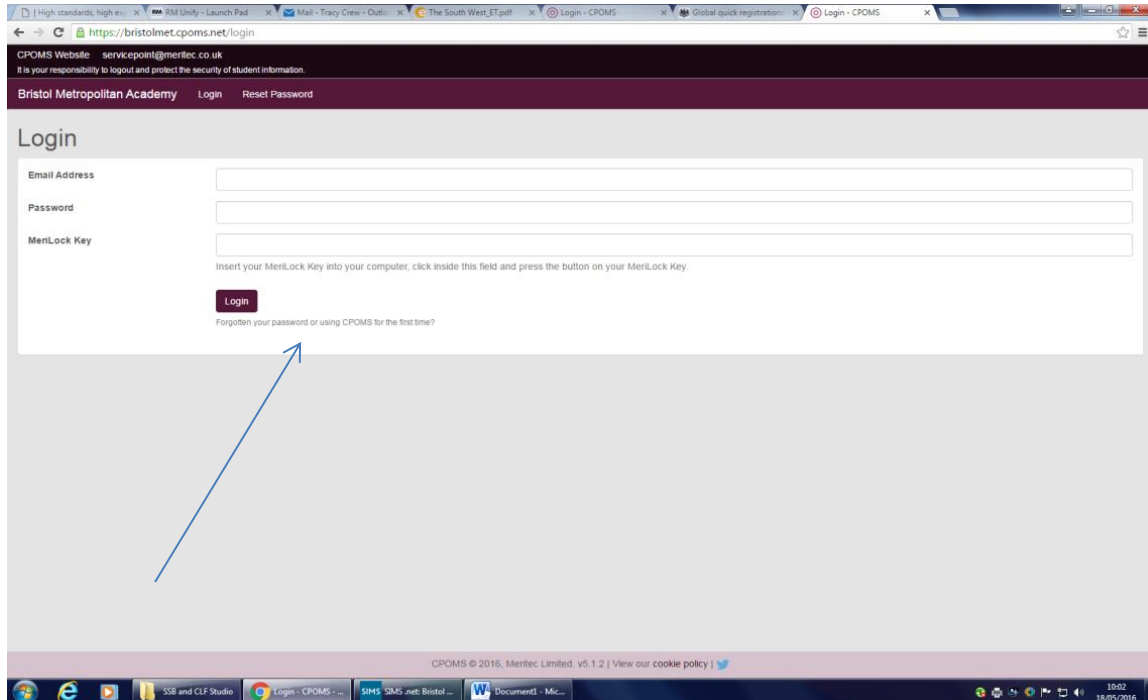 | High standards, high ex
RM RM Unify - Launch Pad
Mail - Tracy Crew - Outlo
The South West_ET.pdf
Login - CPOMS
Global quick registration:
Login - CPOMS
https://bristolmet.cpoms.net/login
CPOMS Website servicepoint@meritec.co.uk
It is your responsibility to logout and protect the security of student information.
Bristol Metropolitan Academy Login Reset Password
Login
Email Address
Password
MeriLock Key
Insert your MeriLock Key into your computer, click inside this field and press the button on your MeriLock Key.
Login
Forgotten your password or using CPOMS for the first time?
CPOMS © 2016, Meritec Limited. v5.1.2 | View our cookie policy |
SSB and CLF Studio
Login - CPOMS - ...
SIMS SIMS .net: Bristol ...
Document1 - Mic...
10:02
18/05/2016